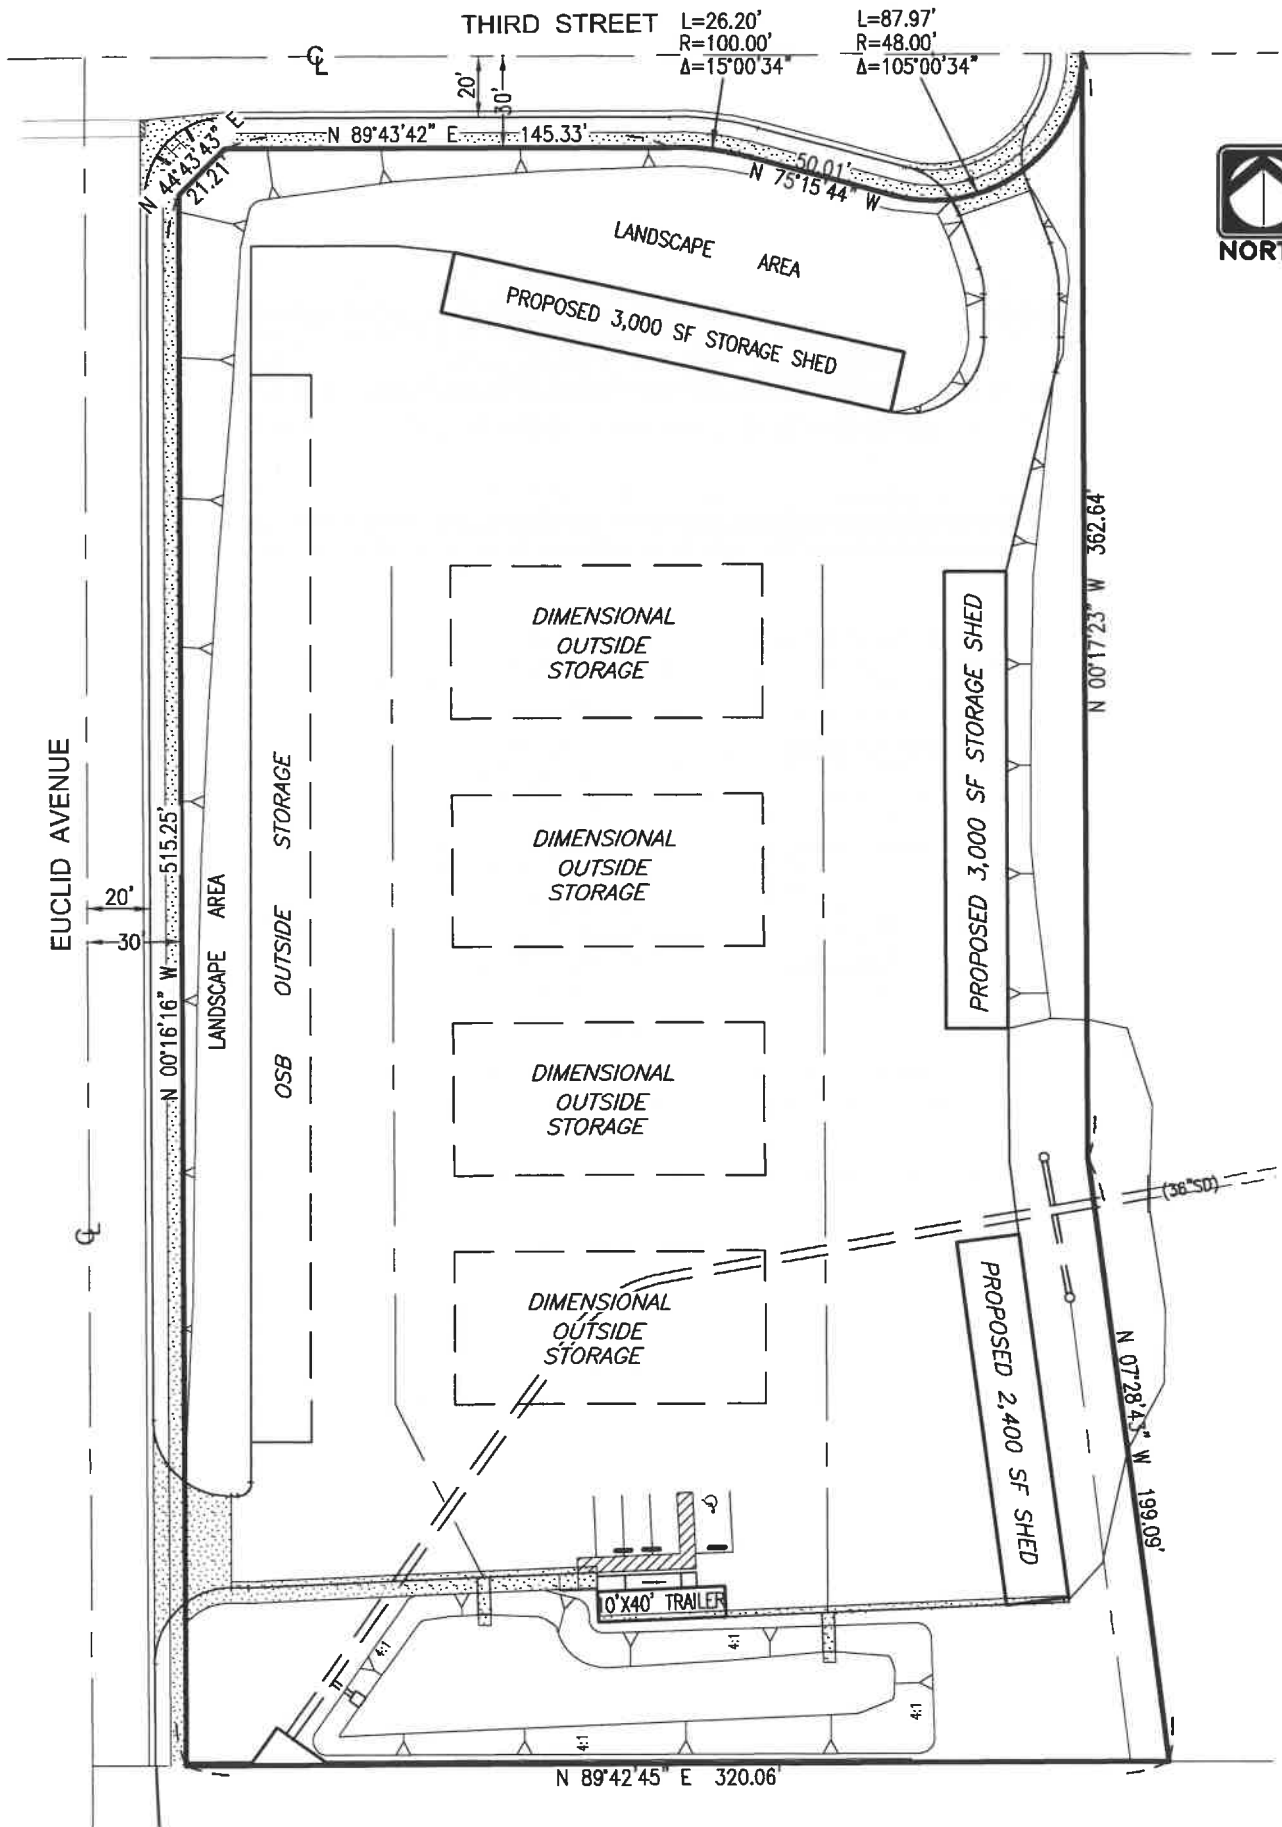 THIRD STREET
L=26.20'
R=100.00'
Δ=15°00'34"
L=87.97'
R=48.00'
Δ=105°00'34"
20'
30'
N 89°43'42" E 145.33'
N 44°43'43" E
21.21'
50.01'
N 75°15'44" W
NORT
LANDSCAPE AREA
PROPOSED 3,000 SF STORAGE SHED
N 00°17'23" W 362.64'
DIMENSIONAL
OUTSIDE
STORAGE
PROPOSED 3,000 SF STORAGE SHED
EUCLID AVENUE
OSB OUTSIDE STORAGE
DIMENSIONAL
OUTSIDE
STORAGE
N 00°16'16" W 515.25'
LANDSCAPE AREA
20'
30'
DIMENSIONAL
OUTSIDE
STORAGE
(36"SD)
DIMENSIONAL
OUTSIDE
STORAGE
PROPOSED 2,400 SF SHED
N 07°28'43" W 199.09'
10'X40' TRAILER
4:1
4:1
4:1
4:1
N 89°42'45" E 320.06'